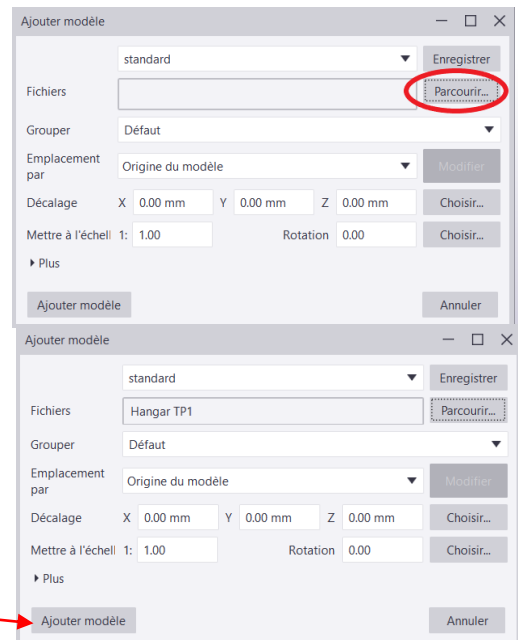 Ajouter modèle
standard Enregistrer
Fichiers Parcourir...
Grouper Défaut
Emplacement par Origine du modèle Modifier
Décalage X 0.00 mm Y 0.00 mm Z 0.00 mm Choisir...
Mettre à l'échell 1: 1.00 Rotation 0.00 Choisir...
Plus
Ajouter modèle Annuler
Ajouter modèle
standard Enregistrer
Fichiers Hangar TP1 Parcourir...
Grouper Défaut
Emplacement par Origine du modèle Modifier
Décalage X 0.00 mm Y 0.00 mm Z 0.00 mm Choisir...
Mettre à l'échell 1: 1.00 Rotation 0.00 Choisir...
Plus
Ajouter modèle Annuler